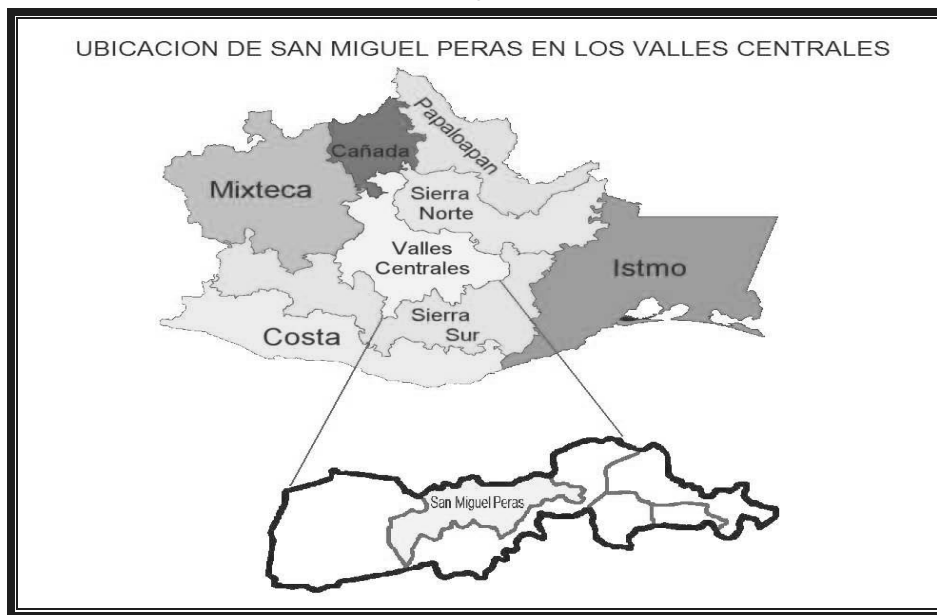 UBICACION DE SAN MIGUEL PERAS EN LOS VALLES CENTRALES
Papaloapan
Cañada
Mixteca
Sierra
Norte
Valles
Centrales
Istmo
Sierra
Sur
Costa
San Miguel Peras